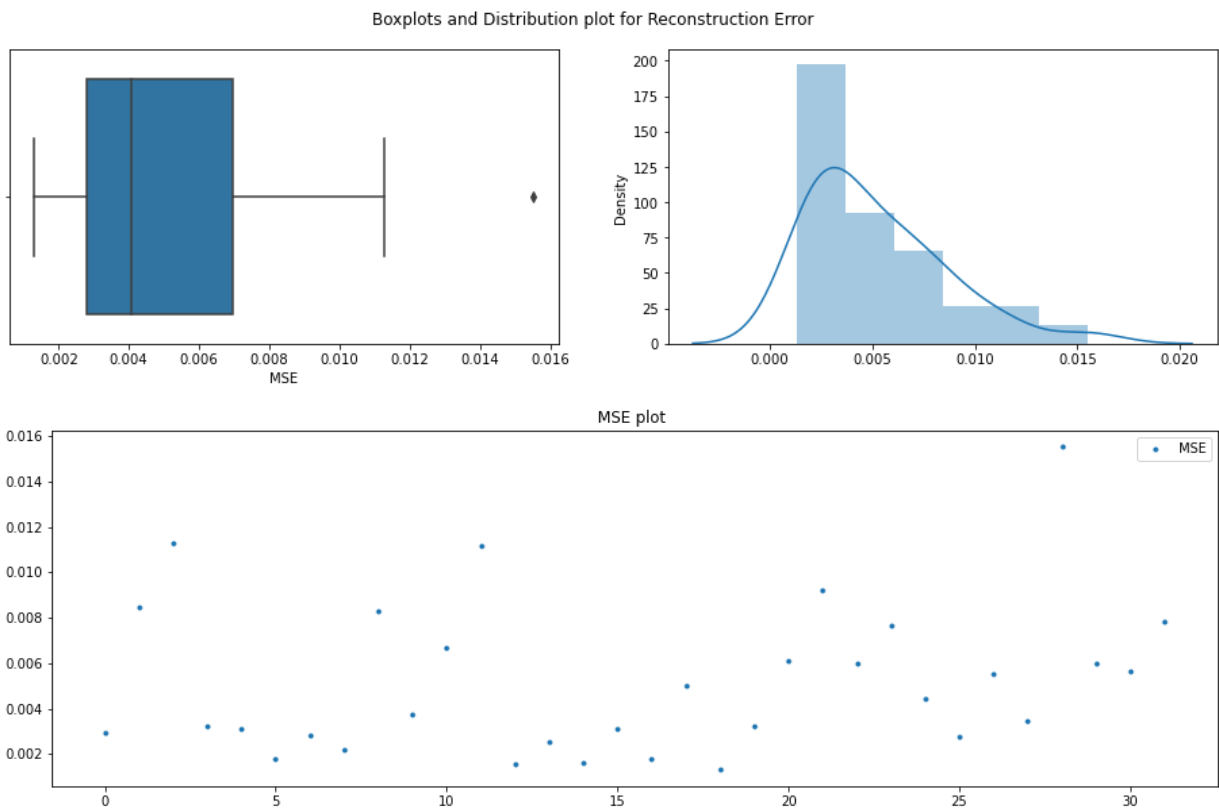 Boxplots and Distribution plot for Reconstruction Error
0.002 0.004 0.006 0.008 0.010 0.012 0.014 0.016
MSE
200
175
150
125
100
75
50
25
0
Density
0.000 0.005 0.010 0.015 0.020
MSE plot
0.016
0.014
0.012
0.010
0.008
0.006
0.004
0.002
MSE
0 5 10 15 20 25 30